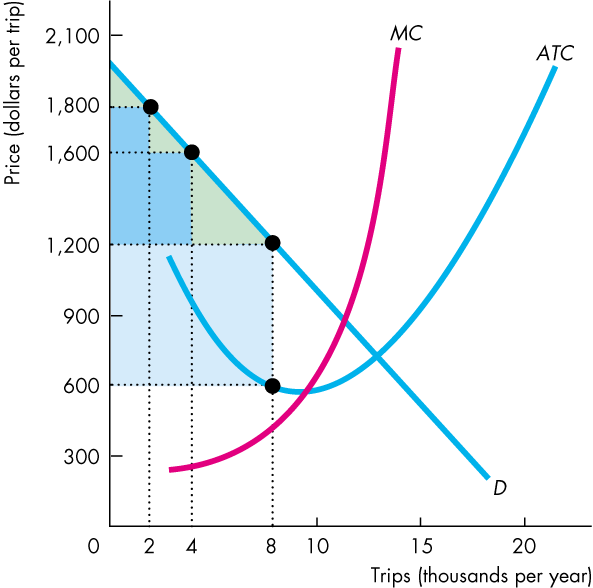 Price (dollars per trip)
2,100
1,800
1,600
1,200
900
600
300
MC
ATC
D
0 2 4 8 10 15 20
Trips (thousands per year)